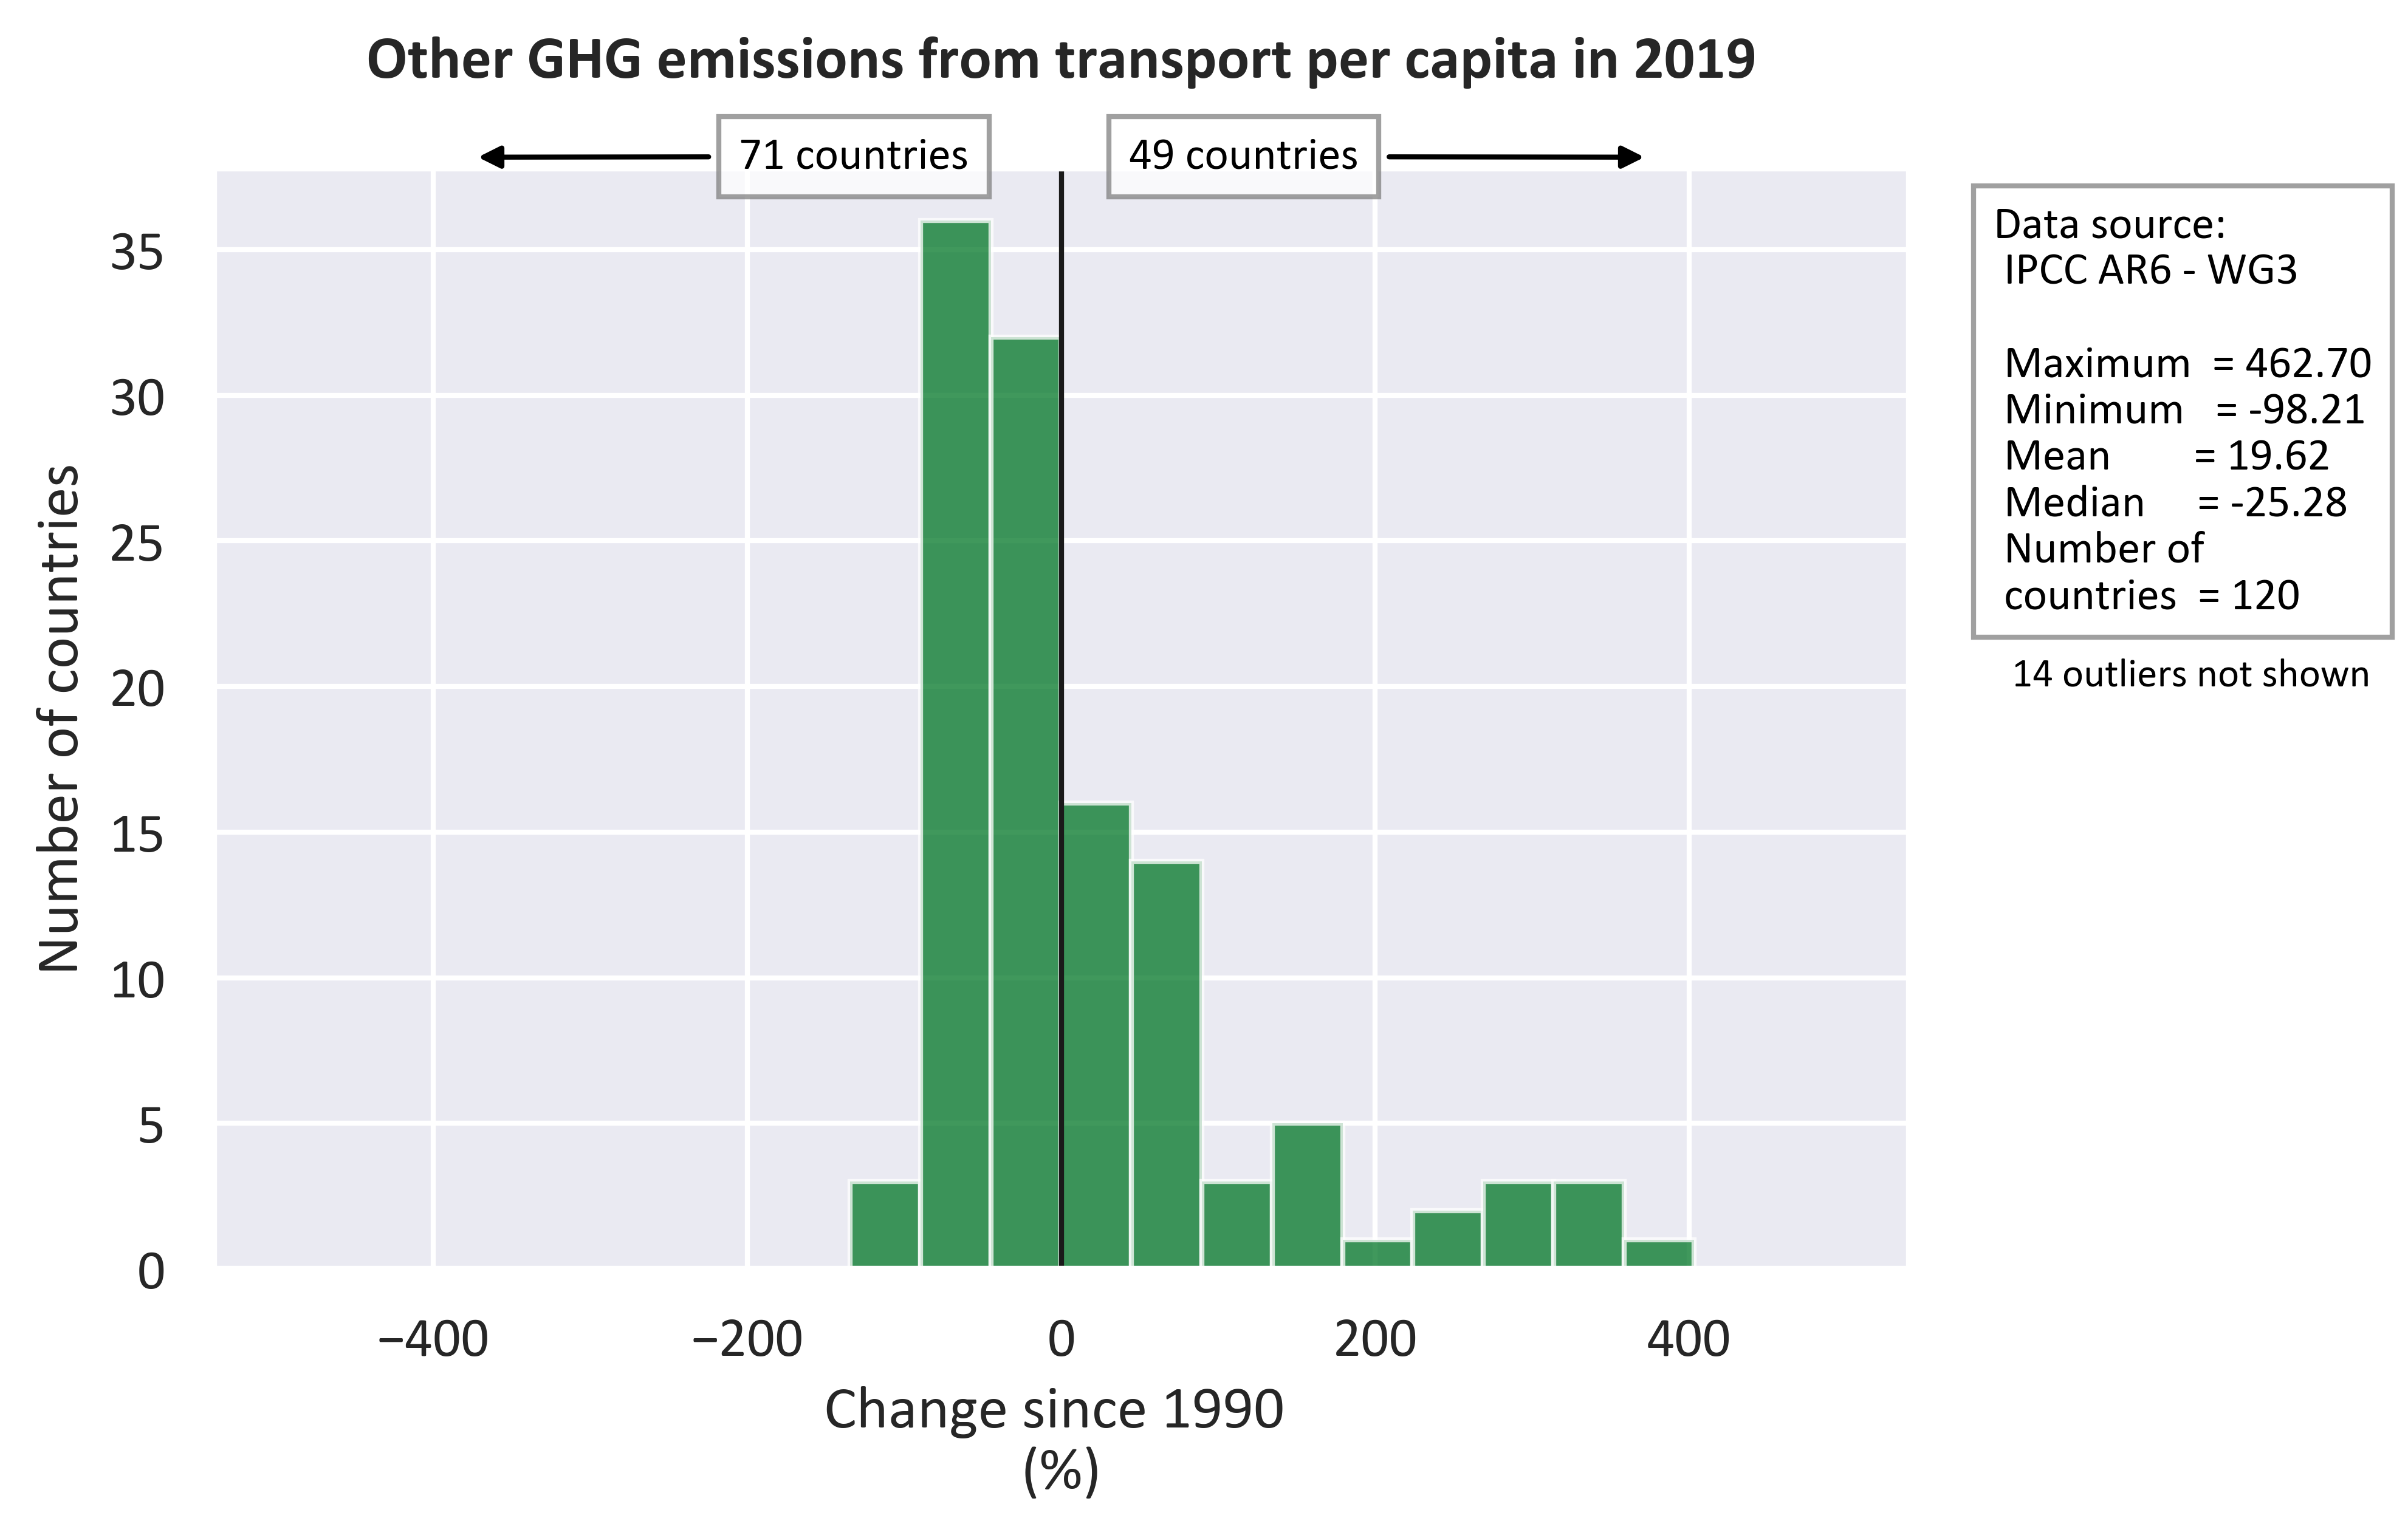 Other GHG emissions from transport per capita in 2019
71 countries
49 countries
Number of countries
35
30
25
20
15
10
5
0
−400
−200
0
200
400
Change since 1990
(%)
Data source:
IPCC AR6 - WG3
Maximum = 462.70
Minimum = -98.21
Mean = 19.62
Median = -25.28
Number of
countries = 120
14 outliers not shown